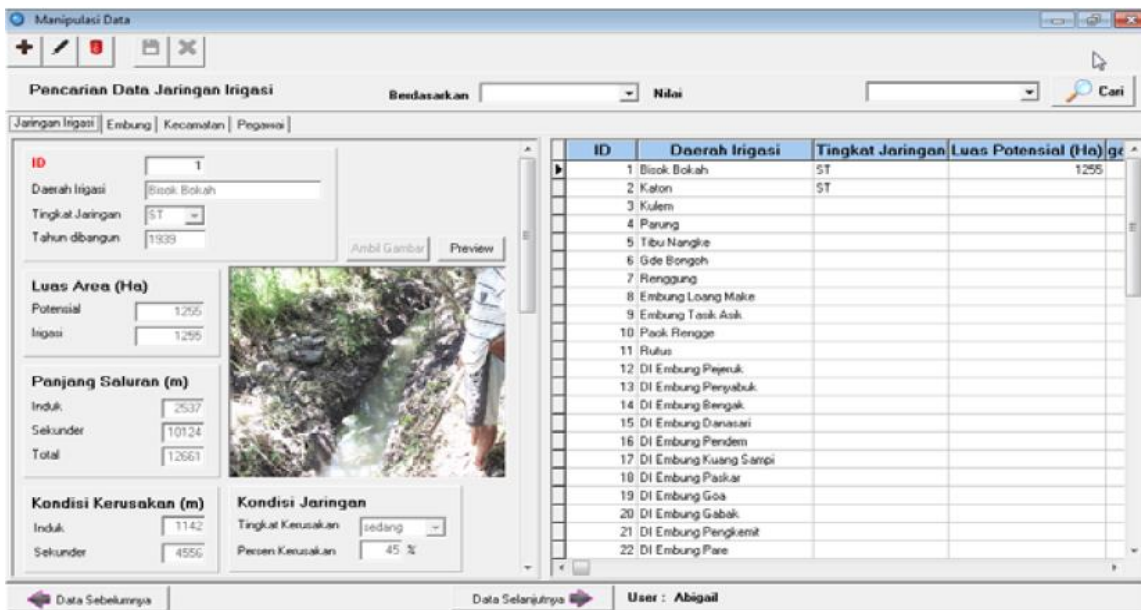 Manipulasi Data
Pencarian Data Jaringan Irigasi Berdasarkan Nilai Cari
Jaringan Irigasi Embung Kecamatan Pegawai
ID 1
Daerah Irigasi Bisok Bokah
Tingkat Jaringan ST
Tahun dibangun 1939
Ambil Gambar Preview
Luas Area (Ha)
Potensial 1255
Irigasi 1255
Panjang Saluran (m)
Induk 2537
Sekunder 10124
Total 12661
Kondisi Kerusakan (m)
Induk 1142
Sekunder 4556
Kondisi Jaringan
Tingkat Kerusakan sedang
Persen Kerusakan 45 %
ID Daerah Irigasi Tingkat Jaringan Luas Potensial (Ha)
1 Bisok Bokah ST 1255
2 Katon ST
3 Kulem
4 Parung
5 Tibu Nangke
6 Gde Bongoh
7 Renggung
8 Embung Loang Make
9 Embung Tasik Asik
10 Paok Rengge
11 Rutus
12 DI Embung Pejeruk
13 DI Embung Penyabuk
14 DI Embung Bengak
15 DI Embung Danasari
16 DI Embung Pendem
17 DI Embung Kuang Sampi
18 DI Embung Paskar
19 DI Embung Goa
20 DI Embung Gabak
21 DI Embung Pengkemit
22 DI Embung Pare
Data Sebelumnya Data Selanjutnya User : Abigail